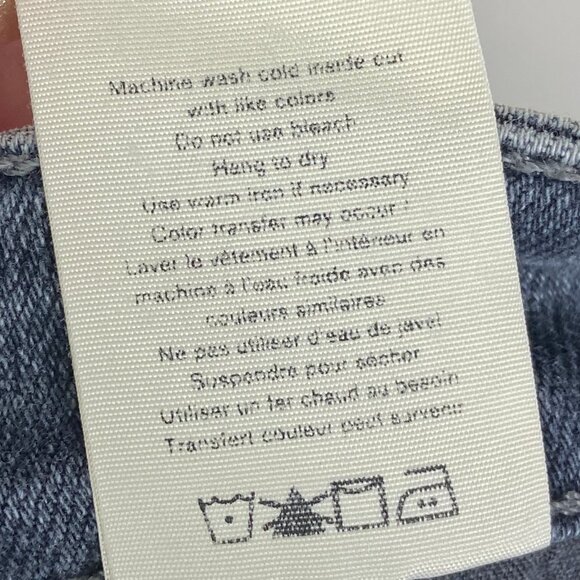 Machine wash cold inside out
with like colors
Do not use bleach
Hang to dry
Use warm iron if necessary
Color transfer may occur !
Laver le vêtement à l'intérieur en
machine à l'eau froide avec des
couleurs similaires
Ne pas utiliser d'eau de javel
Suspendre pour sécher
Utiliser un fer chaud au besoin
Transfert couleur peut survenir